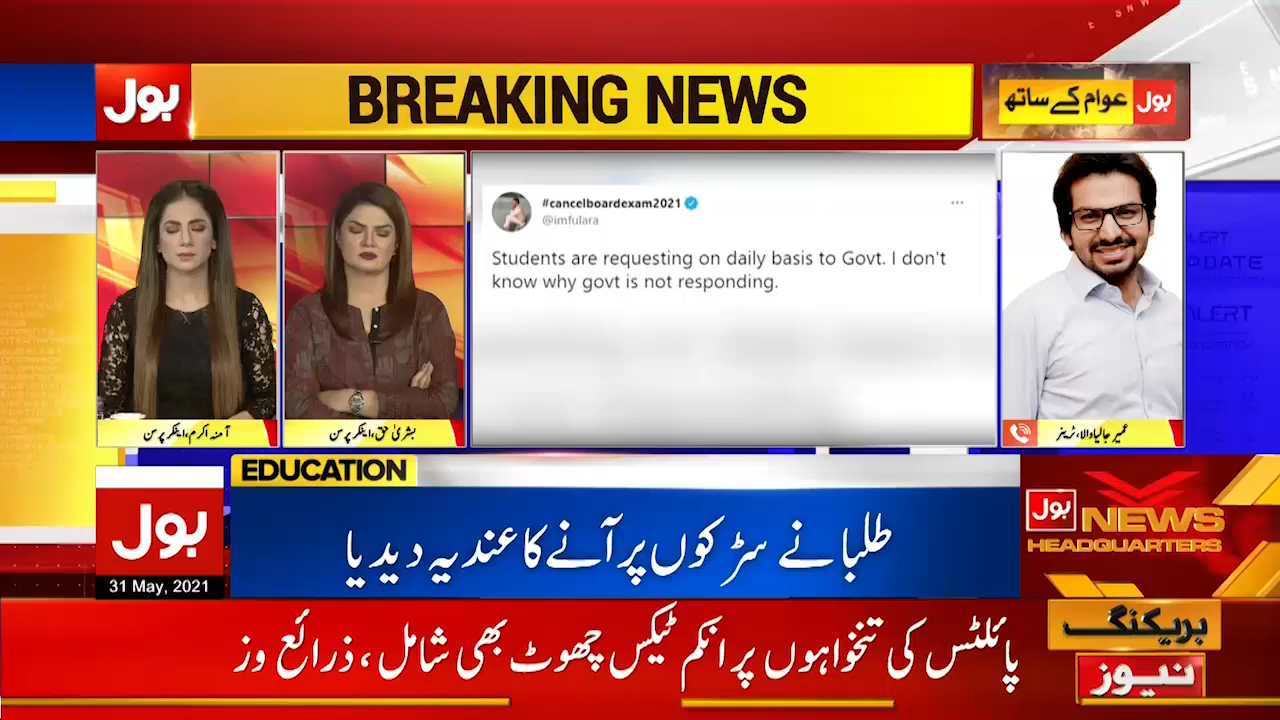 بول
BREAKING NEWS
بول عوام کے ساتھ
#cancelboardexam2021
@imfulara
Students are requesting on daily basis to Govt. I don't
know why govt is not responding.
آمنہ اکرم، اینکر پرسن
بشریٰ حق، اینکر پرسن
عمیر جالیاوالا، ٹرینر
EDUCATION
بول
31 May, 2021
طلبا نے سڑکوں پر آنے کا عندیہ دیدیا
بول NEWS
HEADQUARTERS
پائلٹس کی تنخواہوں پر انکم ٹیکس چھوٹ بھی شامل، ذرائع وز
بریکنگ
نیوز